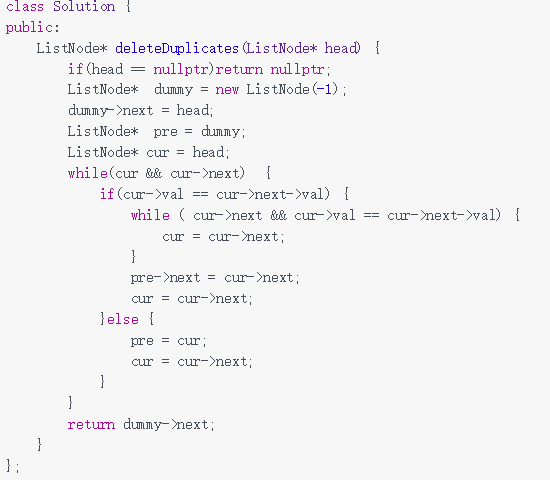 class Solution {
public:
    ListNode* deleteDuplicates(ListNode* head) {
        if(head == nullptr)return nullptr;
        ListNode*  dummy = new ListNode(-1);
        dummy->next = head;
        ListNode*  pre = dummy;
        ListNode* cur = head;
        while(cur && cur->next)  {
            if(cur->val == cur->next->val) {
                while ( cur->next && cur->val == cur->next->val) {
                    cur = cur->next;
                }
                pre->next = cur->next;
                cur = cur->next;
            }else {
                pre = cur;
                cur = cur->next;
            }
        }
        return dummy->next;
    }
};